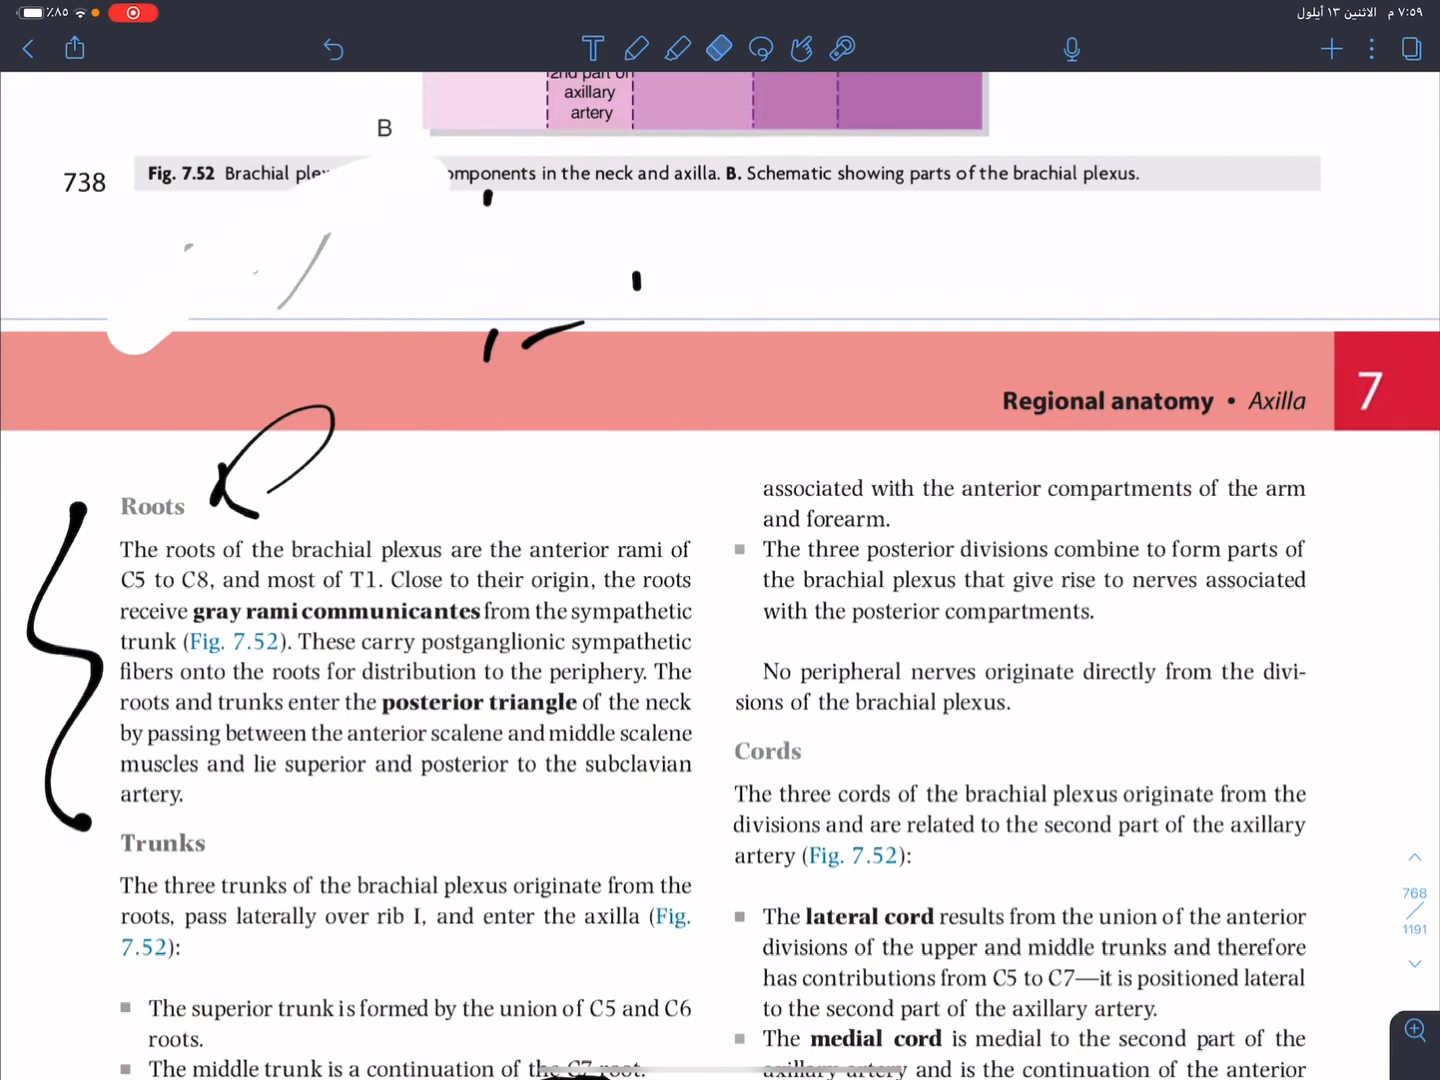 ٪٨٥
٧:٥٩ م الاثنين ١٣ أيلول
2nd part of
axillary
artery
B
738
Fig. 7.52 Brachial plex omponents in the neck and axilla. B. Schematic showing parts of the brachial plexus.
Regional anatomy • Axilla
7
Roots
The roots of the brachial plexus are the anterior rami of
C5 to C8, and most of T1. Close to their origin, the roots
receive gray rami communicantes from the sympathetic
trunk (Fig. 7.52). These carry postganglionic sympathetic
fibers onto the roots for distribution to the periphery. The
roots and trunks enter the posterior triangle of the neck
by passing between the anterior scalene and middle scalene
muscles and lie superior and posterior to the subclavian
artery.
Trunks
The three trunks of the brachial plexus originate from the
roots, pass laterally over rib I, and enter the axilla (Fig.
7.52):
■ The superior trunk is formed by the union of C5 and C6
roots.
■ The middle trunk is a continuation of the C7 root.
associated with the anterior compartments of the arm
and forearm.
■ The three posterior divisions combine to form parts of
the brachial plexus that give rise to nerves associated
with the posterior compartments.
No peripheral nerves originate directly from the divi-
sions of the brachial plexus.
Cords
The three cords of the brachial plexus originate from the
divisions and are related to the second part of the axillary
artery (Fig. 7.52):
■ The lateral cord results from the union of the anterior
divisions of the upper and middle trunks and therefore
has contributions from C5 to C7—it is positioned lateral
to the second part of the axillary artery.
■ The medial cord is medial to the second part of the
axillary artery and is the continuation of the anterior
768
1191